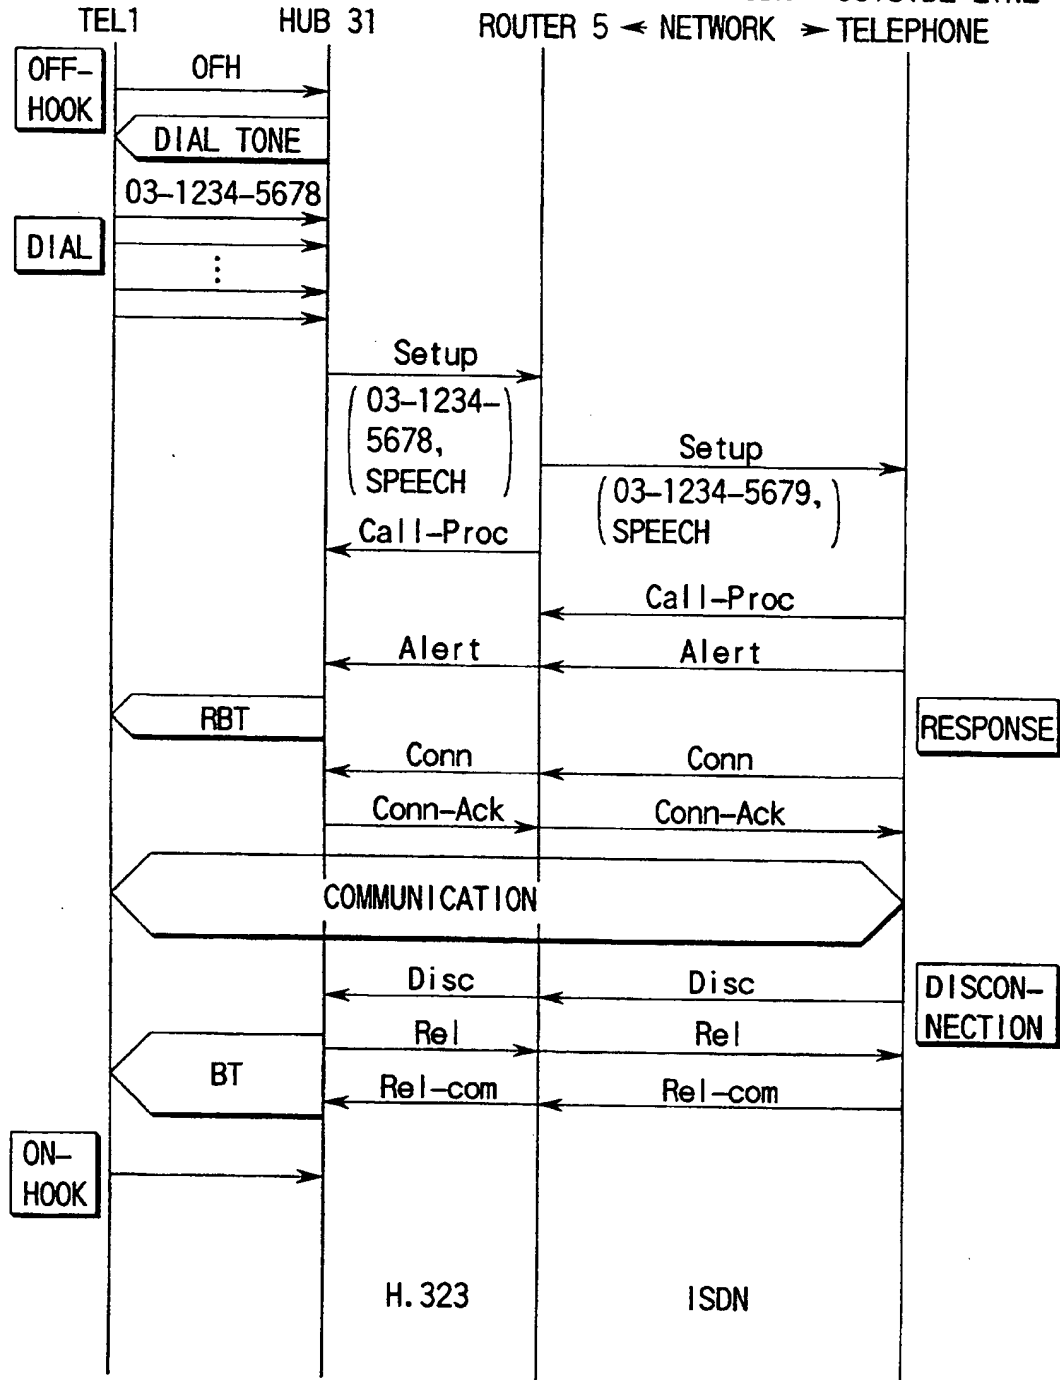 TEL1 HUB 31 ROUTER 5 NETWORK TELEPHONE
OFF-
HOOK
OFH
DIAL TONE
03-1234-5678
DIAL
Setup
(03-1234-
5678,
SPEECH)
Setup
(03-1234-5679,
SPEECH)
Call-Proc
Call-Proc
Alert Alert
RBT
RESPONSE
Conn Conn
Conn-Ack Conn-Ack
COMMUNICATION
Disc Disc
DISCON-
NECTION
Rel Rel
BT
Rel-com Rel-com
ON-
HOOK
H.323 ISDN